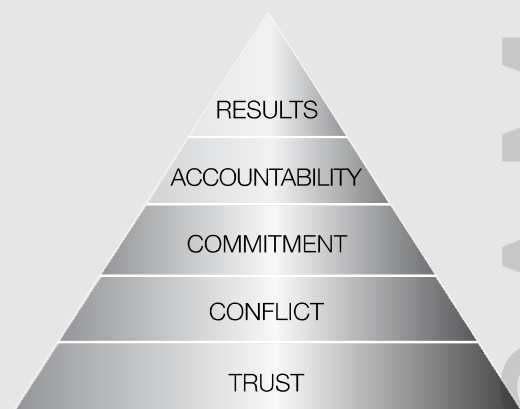 RESULTS
ACCOUNTABILITY
COMMITMENT
CONFLICT
TRUST